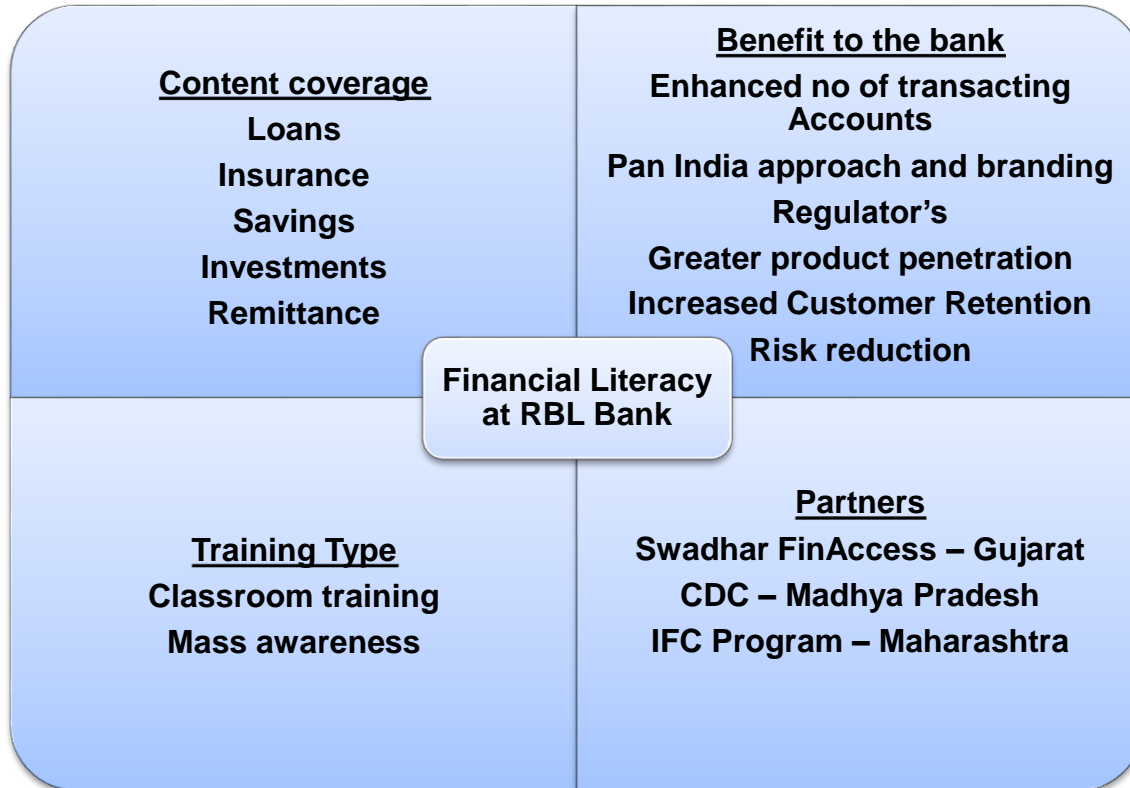 Content coverage
Loans
Insurance
Savings
Investments
Remittance
Benefit to the bank
Enhanced no of transacting
Accounts
Pan India approach and branding
Regulator’s
Greater product penetration
Increased Customer Retention
Risk reduction
Financial Literacy
at RBL Bank
Training Type
Classroom training
Mass awareness
Partners
Swadhar FinAccess – Gujarat
CDC – Madhya Pradesh
IFC Program – Maharashtra